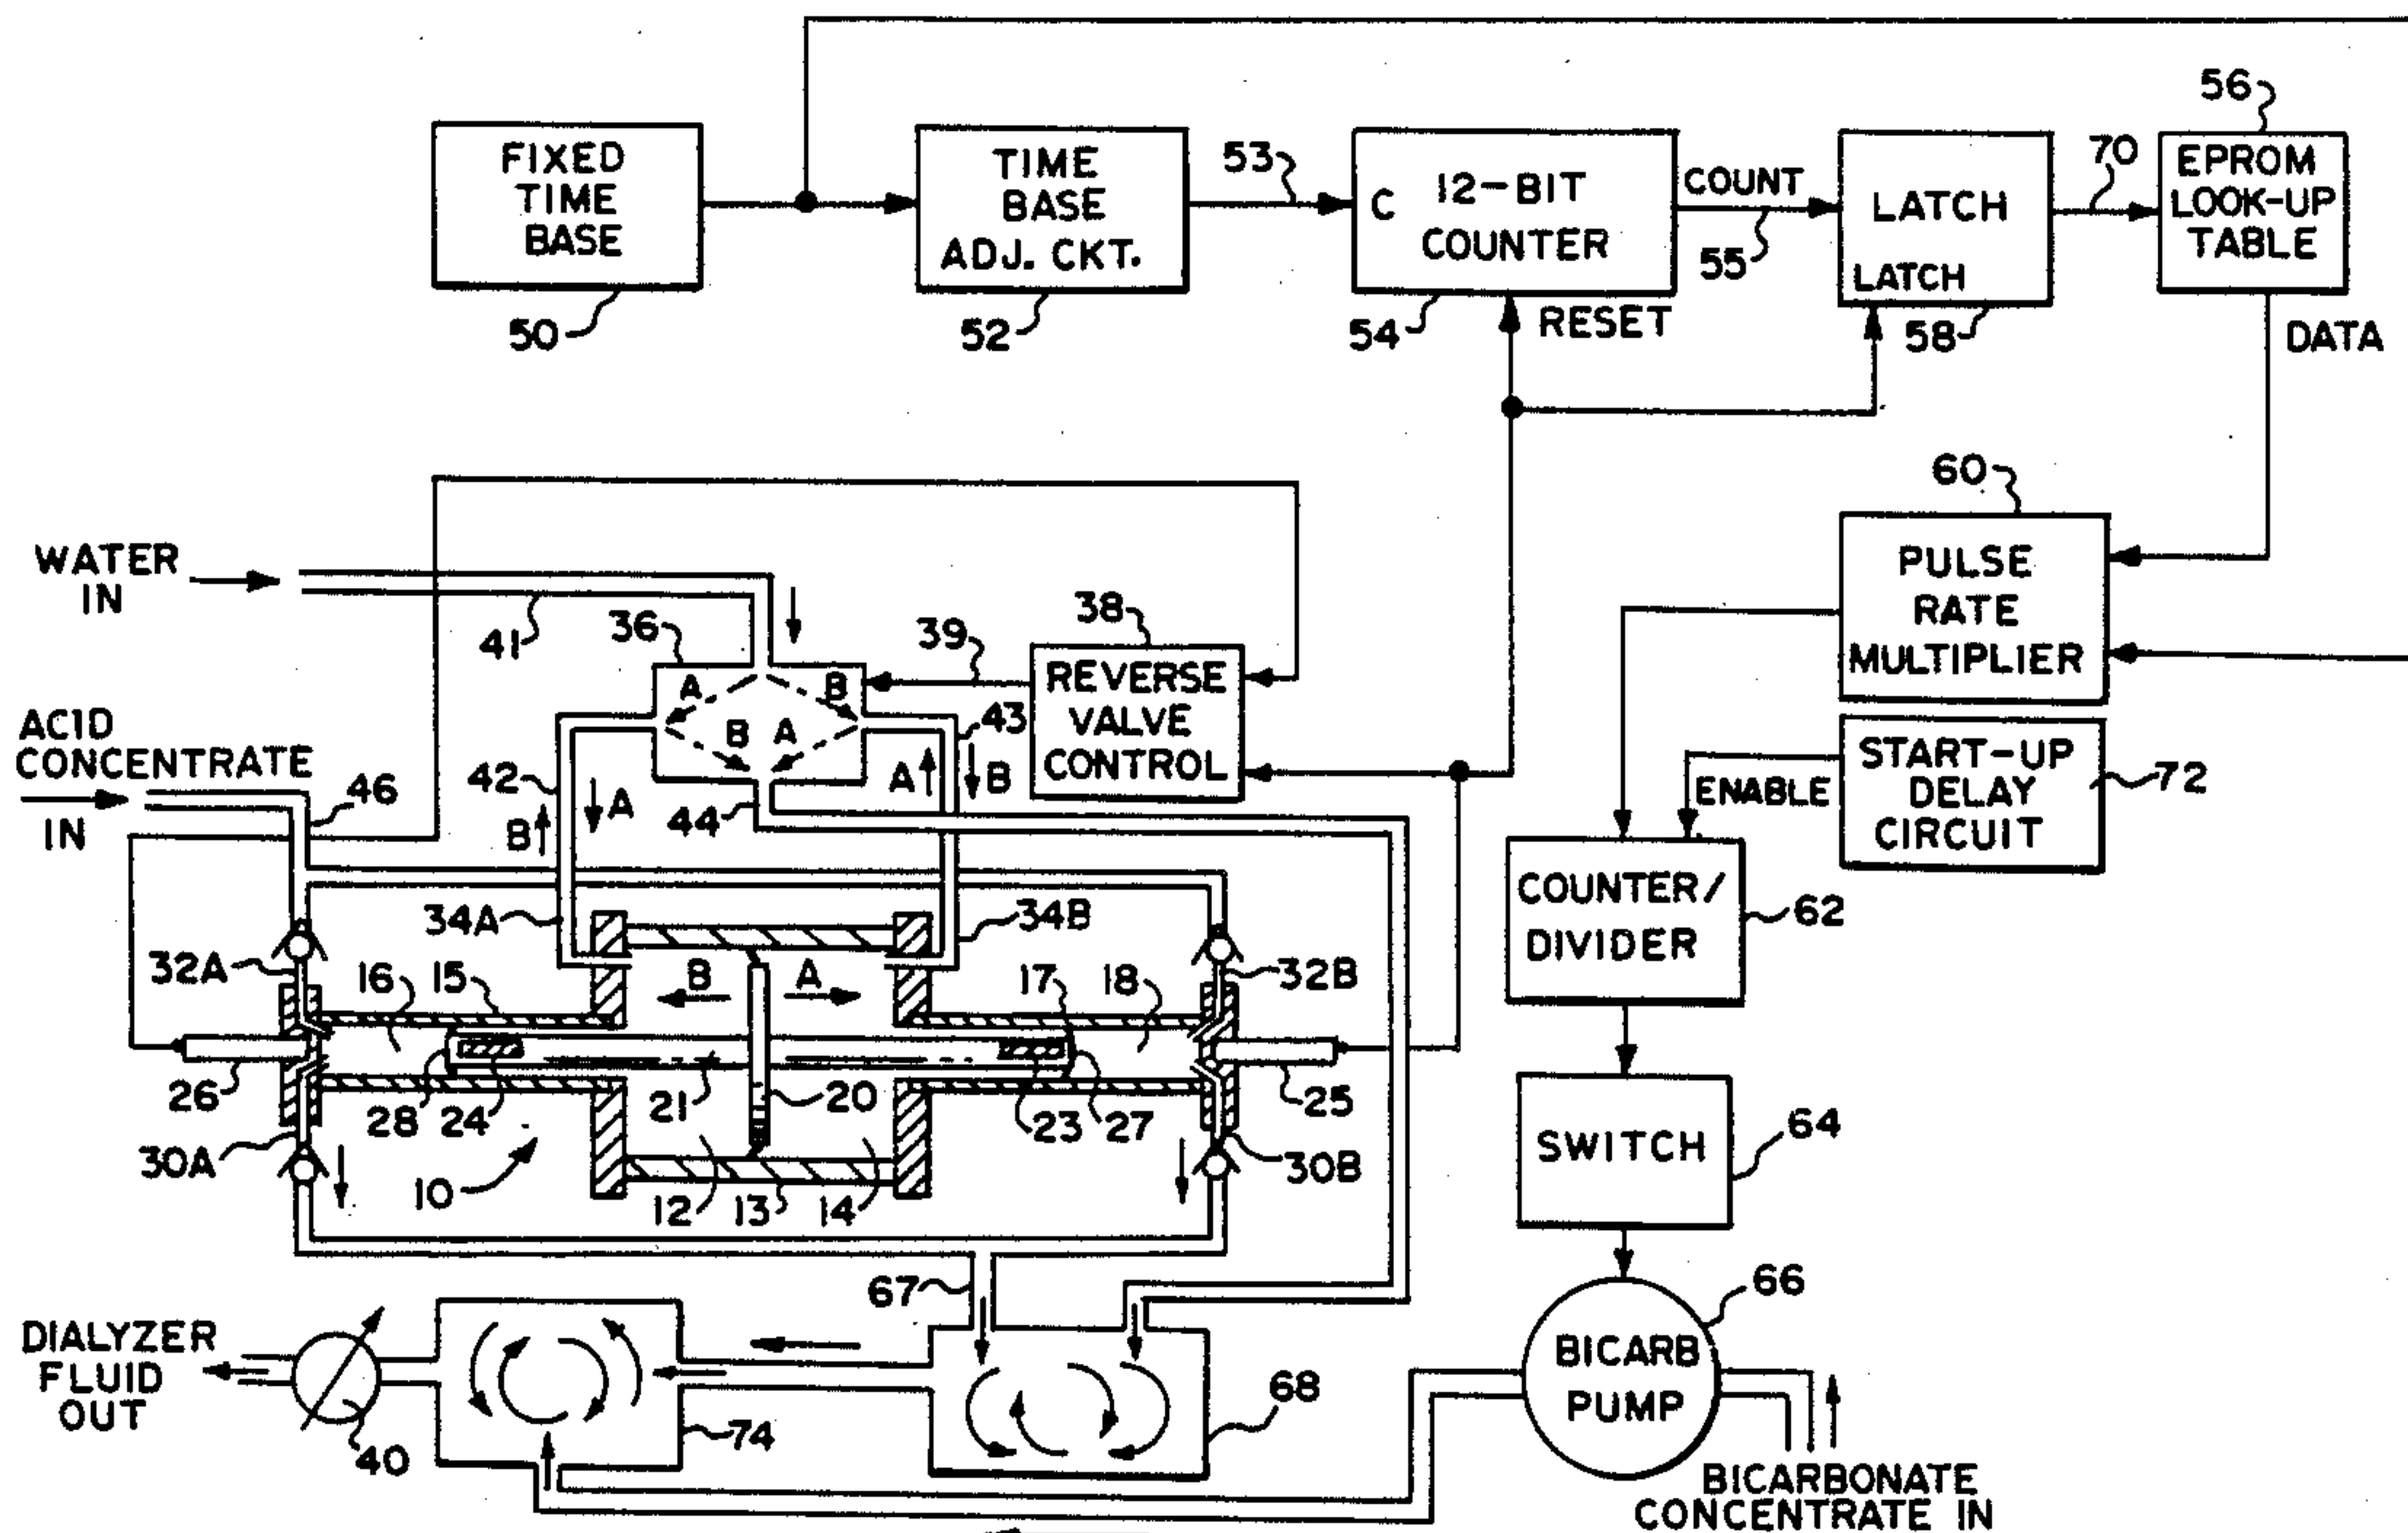 56
FIXED
TIME
BASE
50
TIME
BASE
ADJ. CKT.
52
53
C 12-BIT
COUNTER
54
RESET
COUNT
55
LATCH
LATCH
58
70
EPROM
LOOK-UP
TABLE
DATA
60
PULSE
RATE
MULTIPLIER
WATER
IN
41
36
39
38
REVERSE
VALVE
CONTROL
A
B
B
A
43
ACID
CONCENTRATE
IN
46
42
A
B
44
A
B
START-UP
DELAY
CIRCUIT
72
ENABLE
34A
34B
COUNTER/
DIVIDER
62
32A
16
15
B
A
17
18
32B
26
28
24
21
20
23
27
25
30A
10
12
13
14
30B
SWITCH
64
67
66
BICARB
PUMP
DIALYZER
FLUID
OUT
40
74
68
BICARBONATE
CONCENTRATE IN